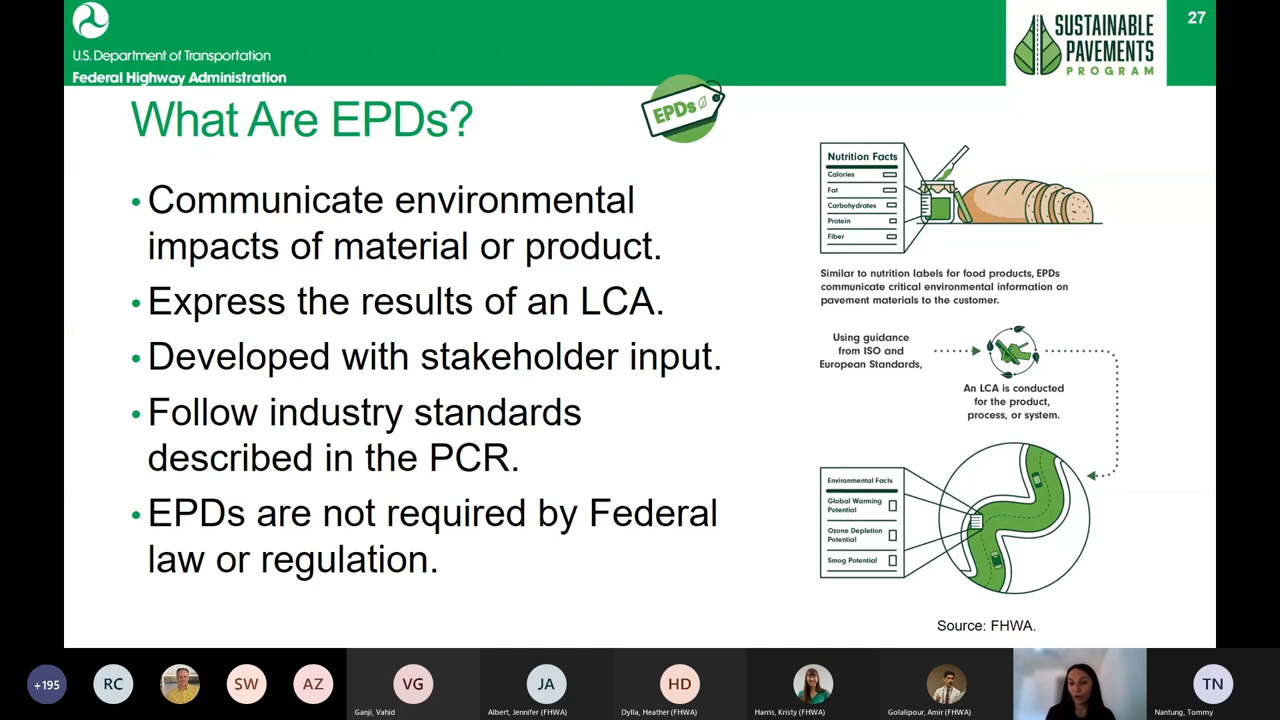 U.S. Department of Transportation
Federal Highway Administration
SUSTAINABLE
PAVEMENTS
PROGRAM
27
What Are EPDs?
EPDs
• Communicate environmental
impacts of material or product.
• Express the results of an LCA.
• Developed with stakeholder input.
• Follow industry standards
described in the PCR.
• EPDs are not required by Federal
law or regulation.
Nutrition Facts
Calories
Fat
Carbohydrates
Protein
Fiber
Similar to nutrition labels for food products, EPDs
communicate critical environmental information on
pavement materials to the customer.
Using guidance
from ISO and
European Standards,
An LCA is conducted
for the product,
process, or system.
Environmental Facts
Global Warming
Potential
Ozone Depletion
Potential
Smog Potential
Source: FHWA.
+195
RC
SW
AZ
VG
Ganji, Vahid
JA
Albert, Jennifer (FHWA)
HD
Dylla, Heather (FHWA)
Harris, Kristy (FHWA)
Golalipour, Amir (FHWA)
TN
Nantung, Tommy